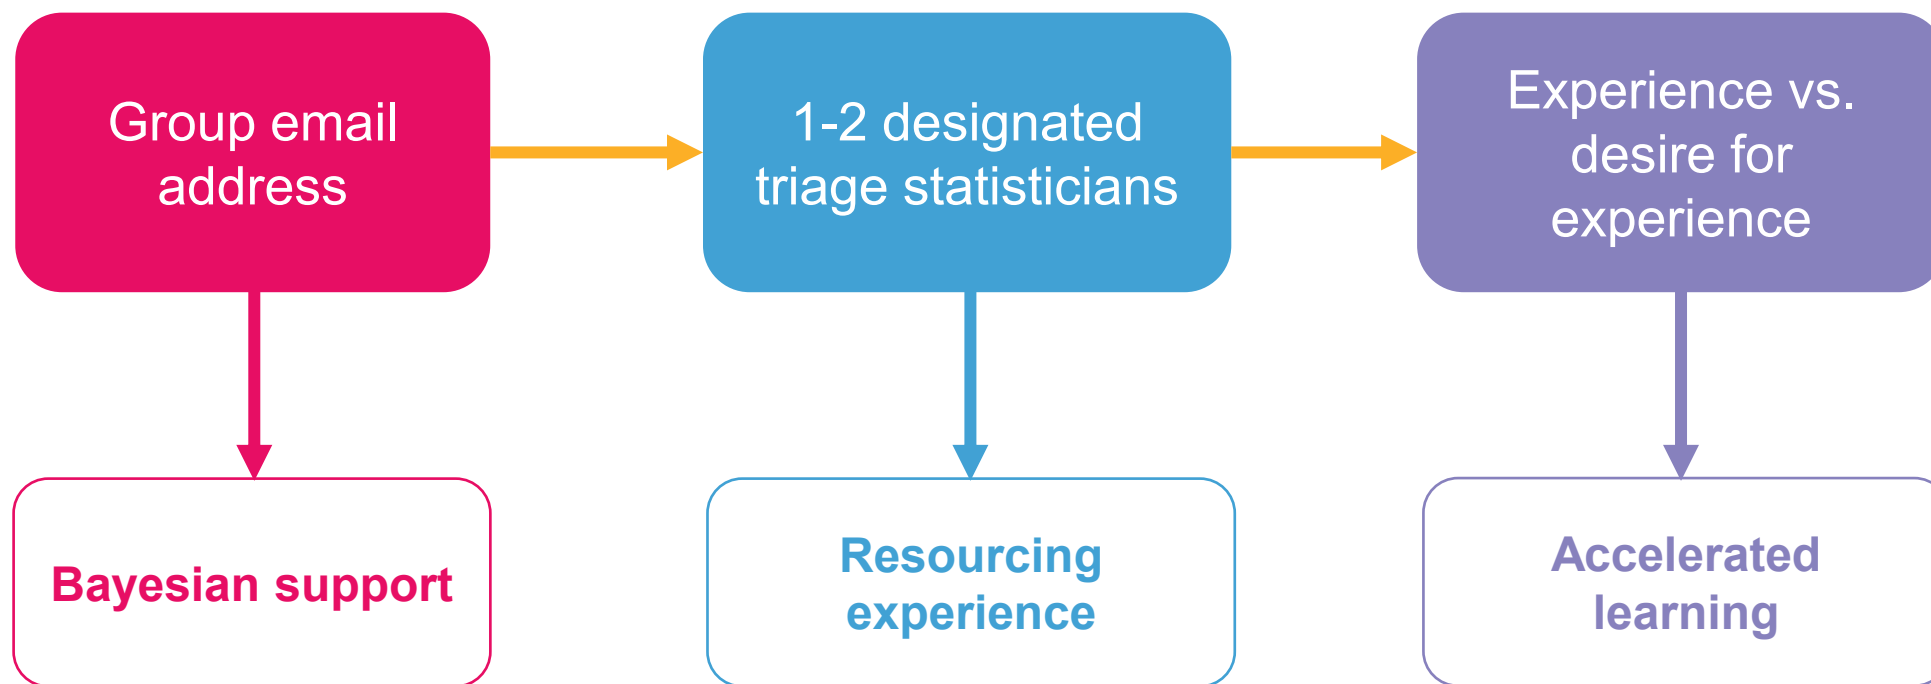 Group email
address
1-2 designated
triage statisticians
Experience vs.
desire for
experience
Bayesian support
Resourcing
experience
Accelerated
learning